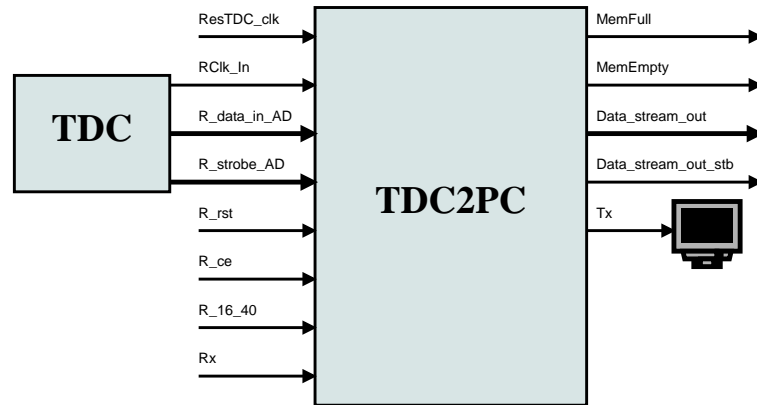 ResTDC_clk
MemFull
RClk_In
MemEmpty
TDC
R_data_in_AD
Data_stream_out
R_strobe_AD
Data_stream_out_stb
TDC2PC
R_rst
Tx
R_ce
R_16_40
Rx